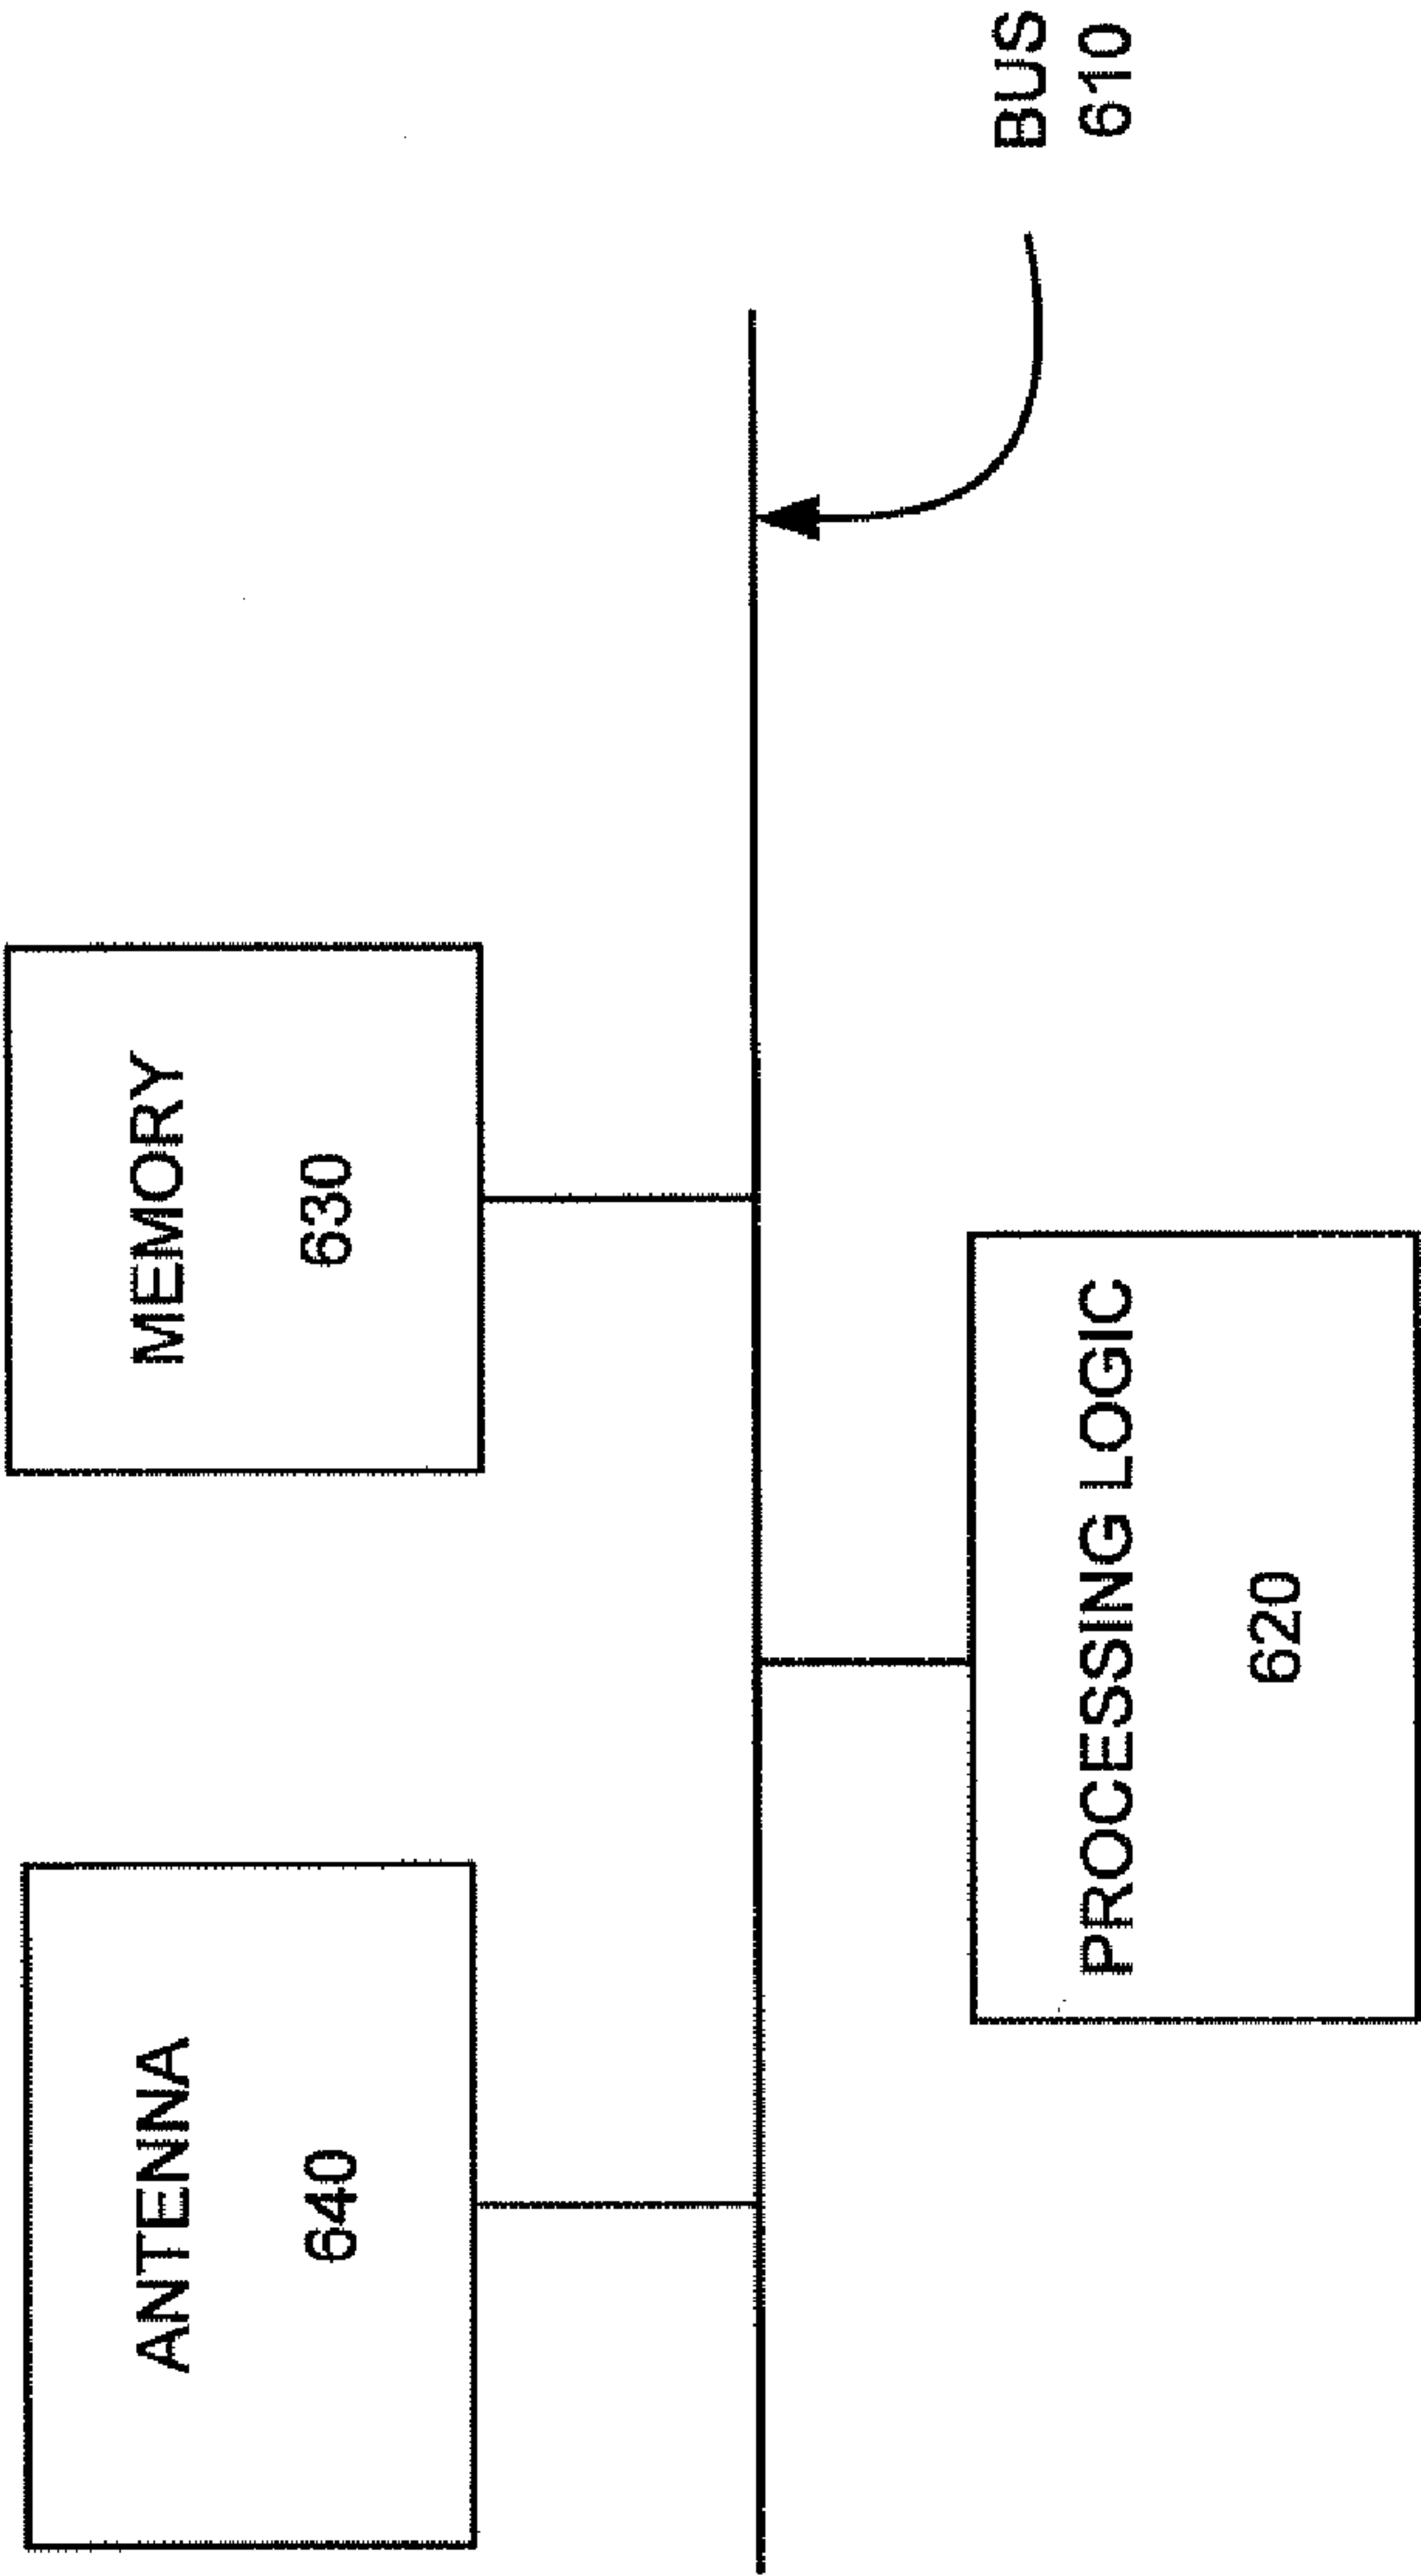 ANTENNA
640
MEMORY
630
PROCESSING LOGIC
620
BUS
610